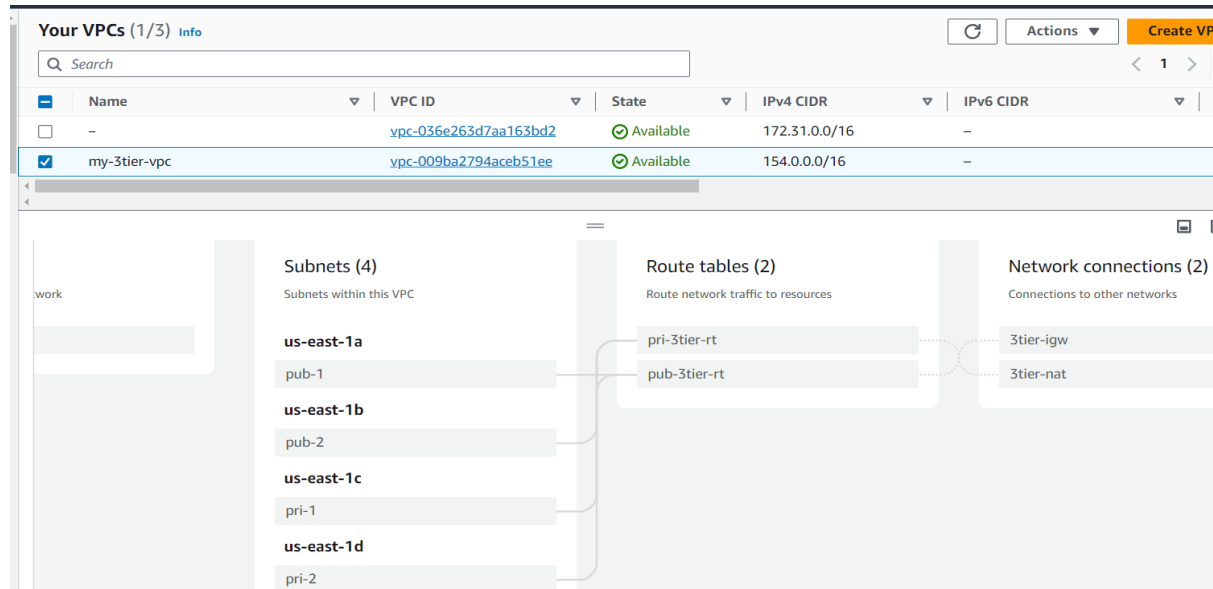 Your VPCs (1/3) Info
Actions
Create VP
Search
1
Name VPC ID State IPv4 CIDR IPv6 CIDR
– vpc-036e263d7aa163bd2 Available 172.31.0.0/16 –
my-3tier-vpc vpc-009ba2794aceb51ee Available 154.0.0.0/16 –
Subnets (4) Route tables (2) Network connections (2)
work Subnets within this VPC Route network traffic to resources Connections to other networks
us-east-1a pri-3tier-rt 3tier-igw
pub-1 pub-3tier-rt 3tier-nat
us-east-1b
pub-2
us-east-1c
pri-1
us-east-1d
pri-2